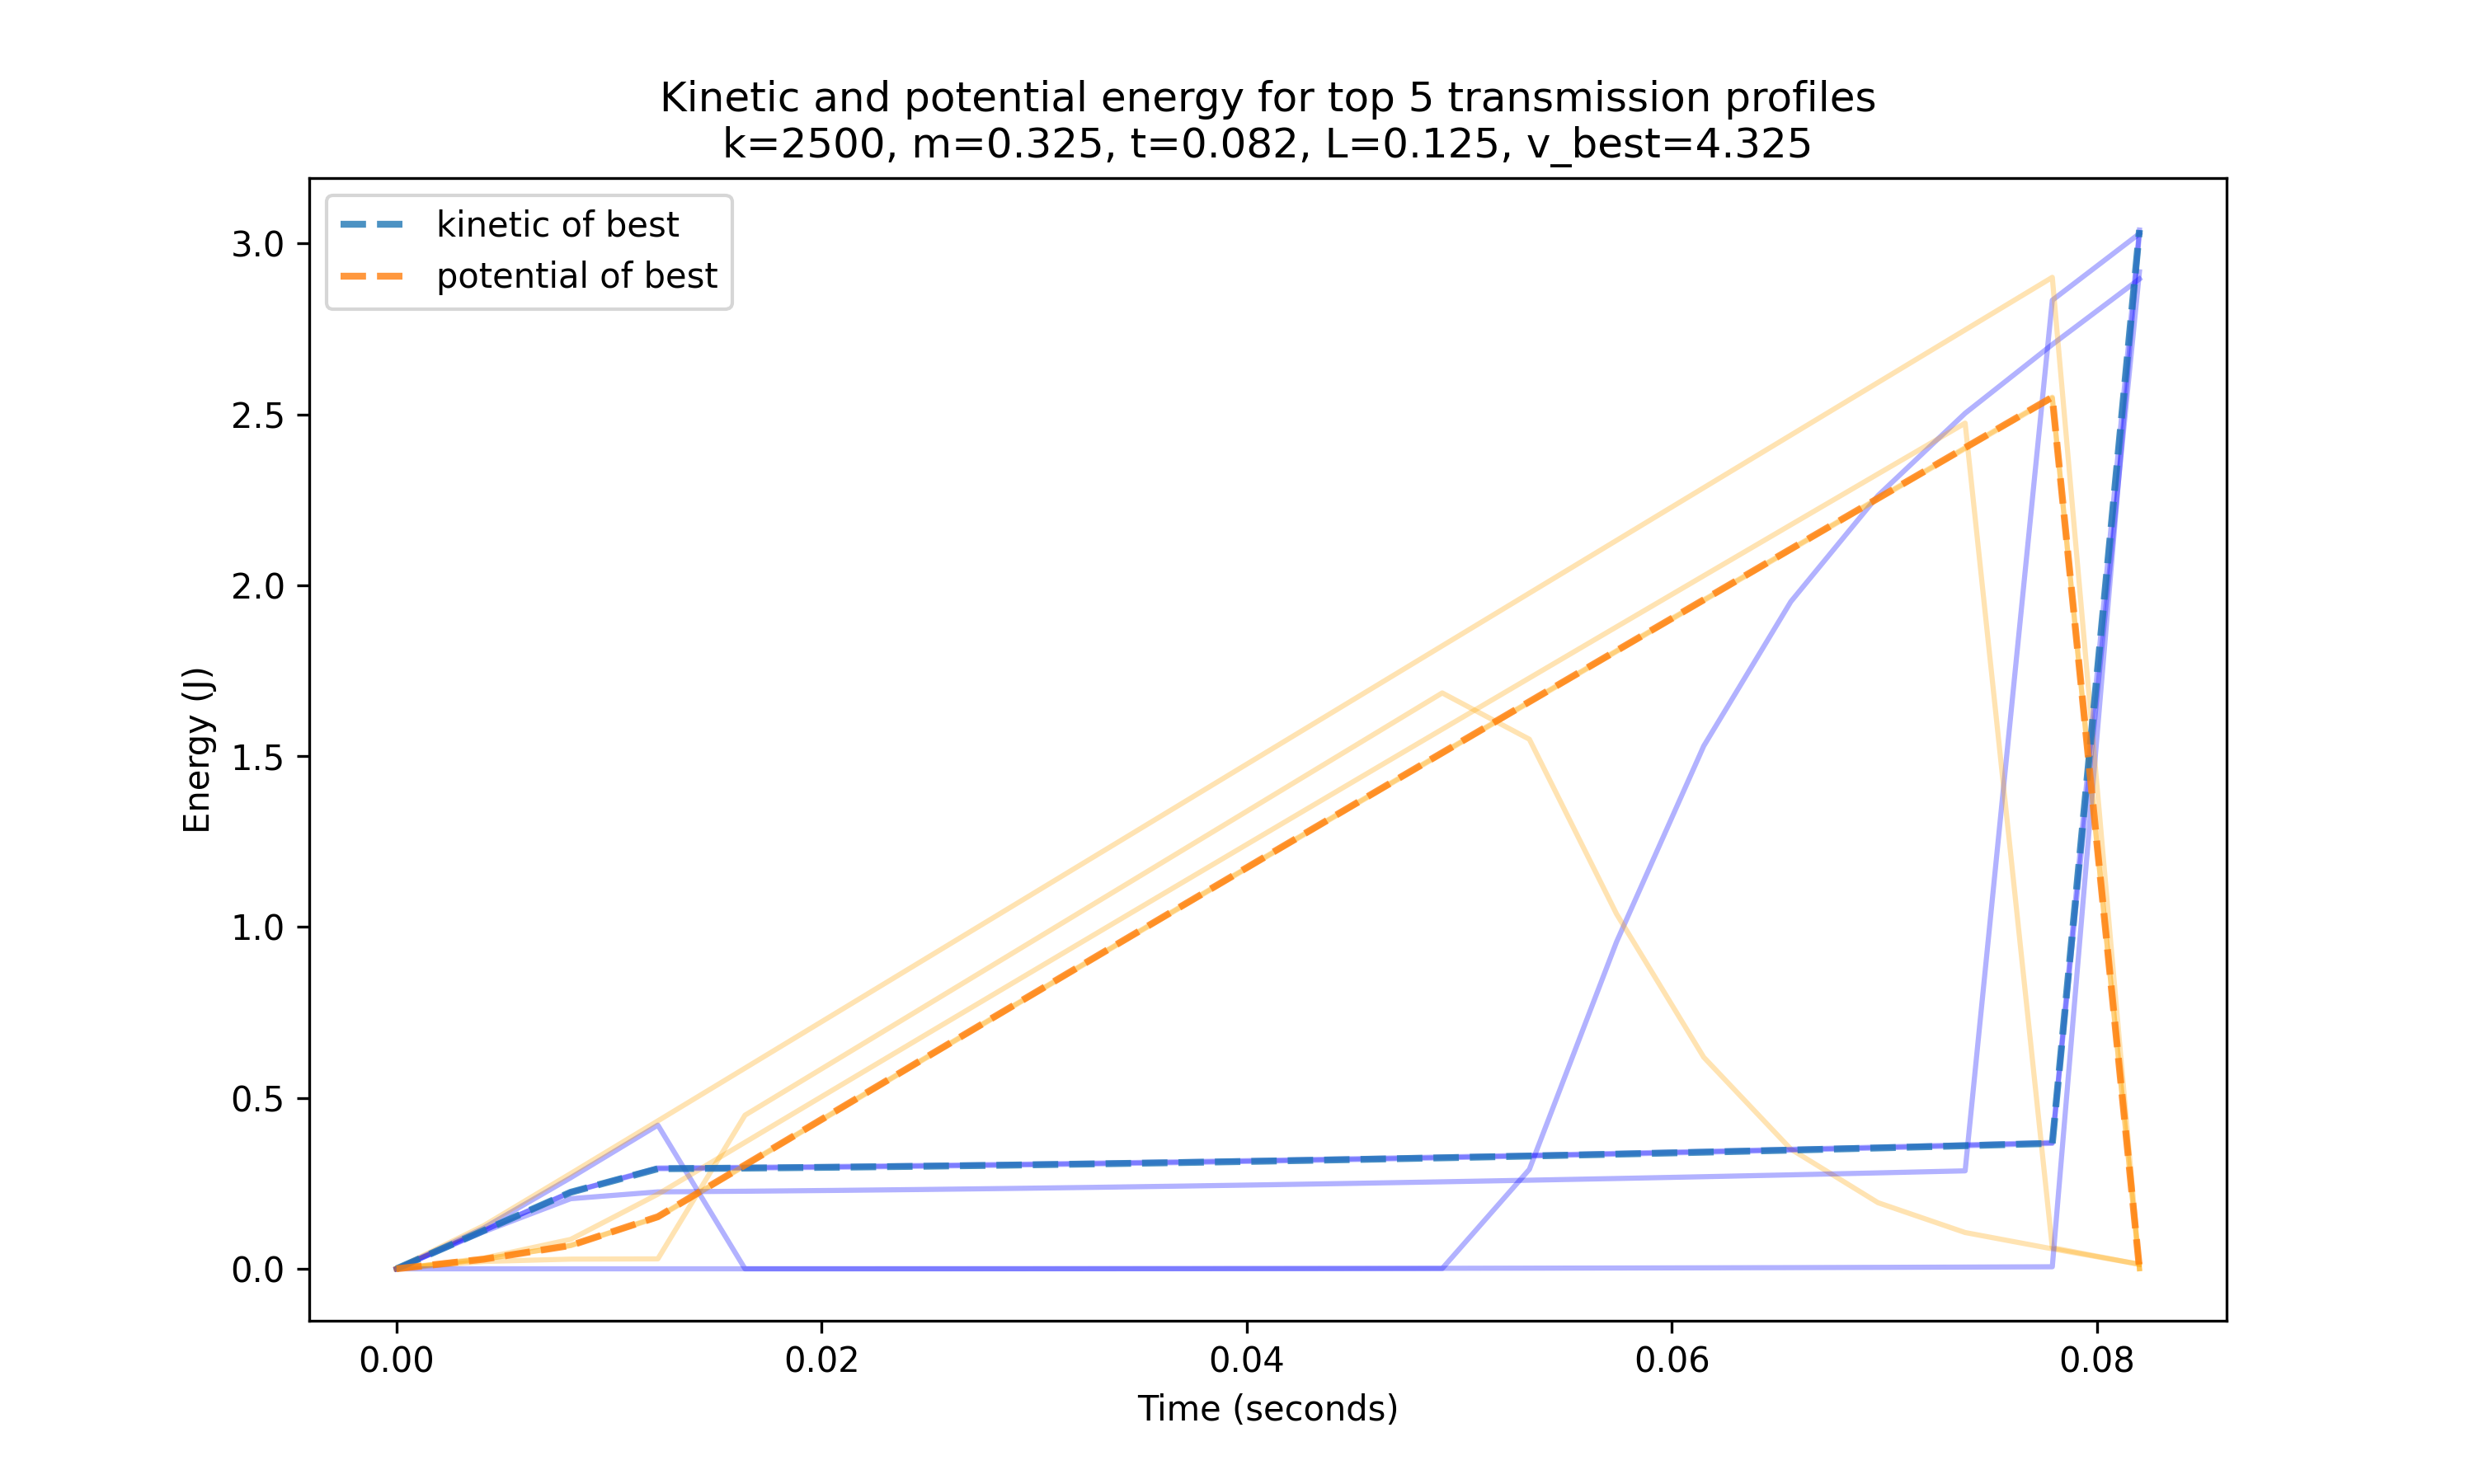 Kinetic and potential energy for top 5 transmission profiles
k=2500, m=0.325, t=0.082, L=0.125, v_best=4.325
kinetic of best
potential of best
3.0
2.5
2.0
1.5
1.0
0.5
0.0
Energy (J)
0.00 0.02 0.04 0.06 0.08
Time (seconds)